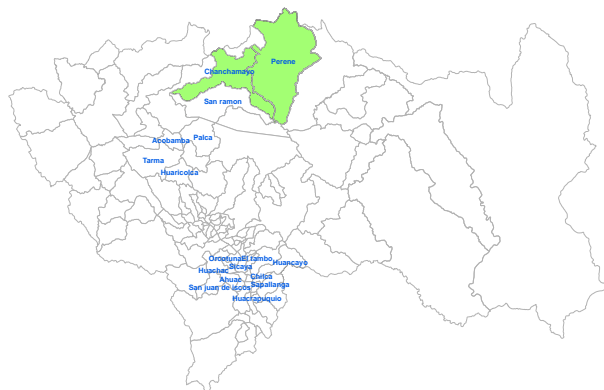 Perene
Chanchamayo
San ramon
Acobamba
Palca
Tarma
Huaricolca
Orcotuna
El tambo
Huancayo
Sicaya
Huachac
Chilca
Ahuac
Sapallanga
San juan de iscos
Huacrapuquio